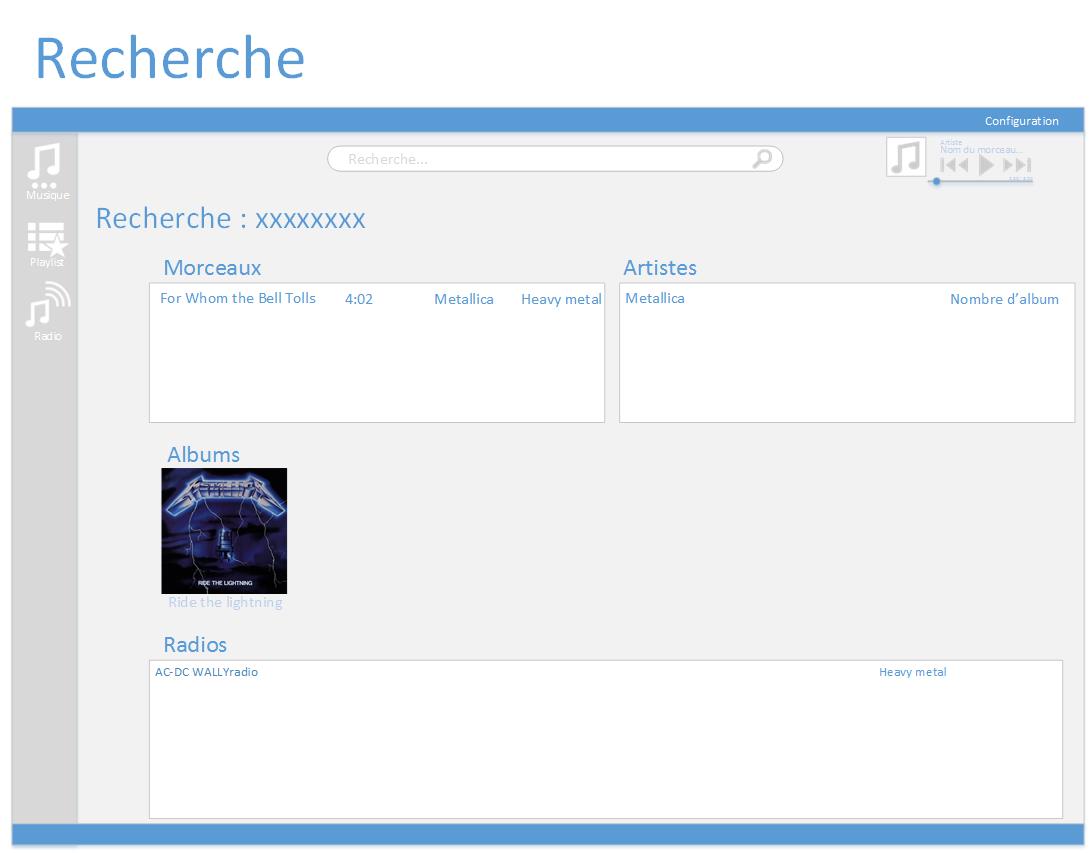 Recherche
Configuration
Musique
Playlist
Radio
Recherche...
Artiste
Nom du morceau...
Recherche : xxxxxxxx
Morceaux
For Whom the Bell Tolls 4:02 Metallica Heavy metal
Artistes
Metallica Nombre d’album
Albums
METALLICA
RIDE THE LIGHTNING
Ride the lightning
Radios
AC-DC WALLYradio Heavy metal